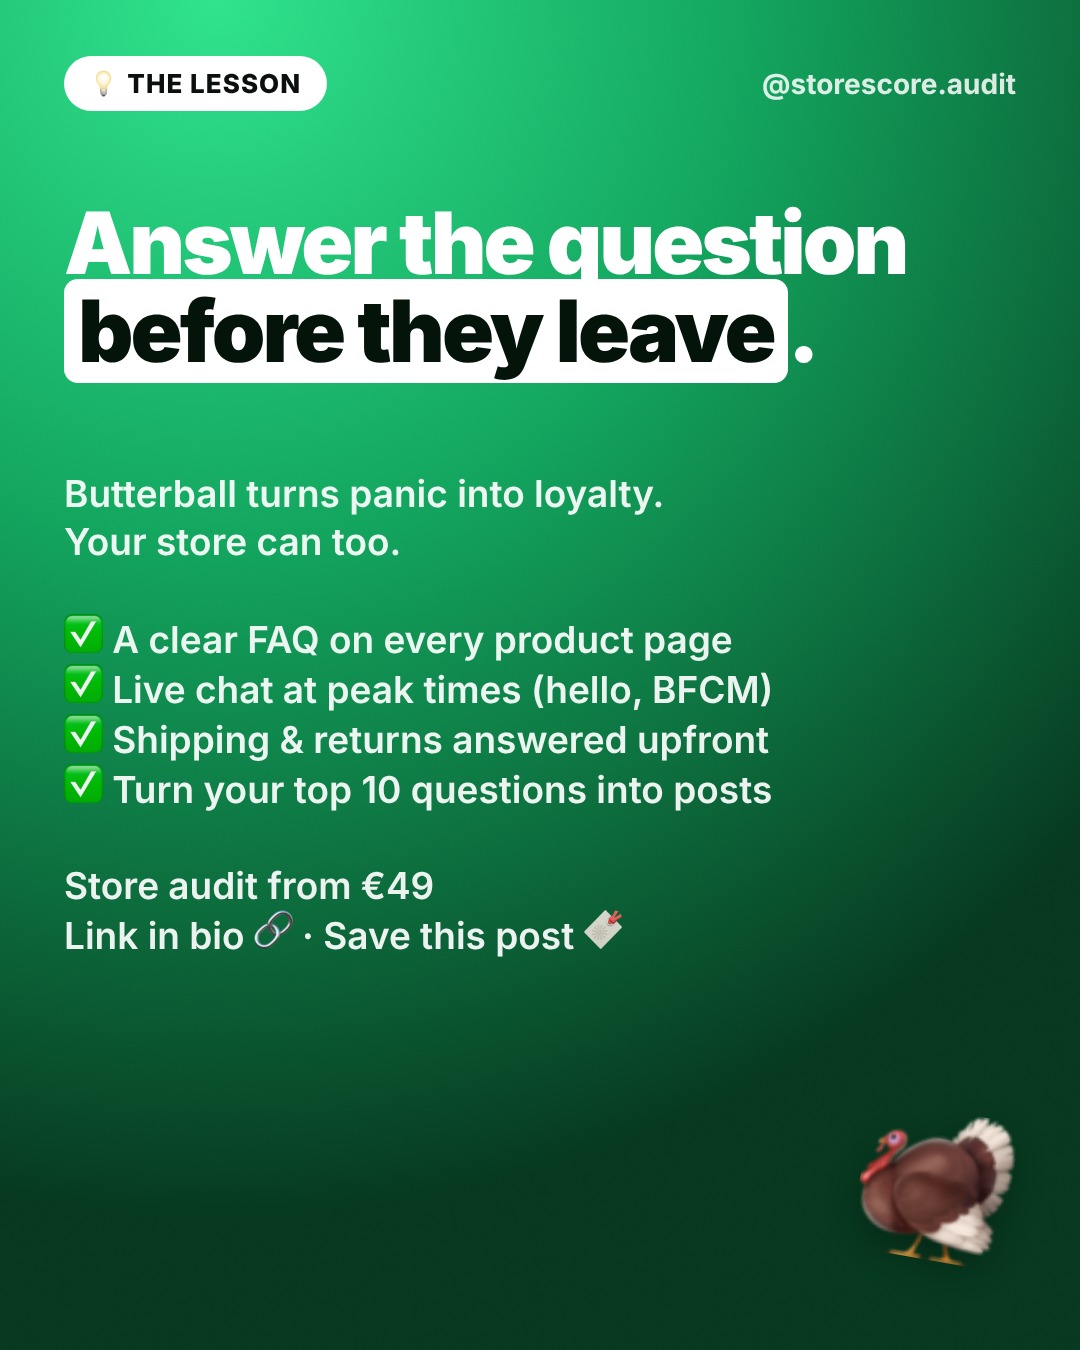 💡 THE LESSON
@storescore.audit
Answer the question
before they leave.
Butterball turns panic into loyalty.
Your store can too.
✅ A clear FAQ on every product page
✅ Live chat at peak times (hello, BFCM)
✅ Shipping & returns answered upfront
✅ Turn your top 10 questions into posts
Store audit from €49
Link in bio 🔗 · Save this post 🔖